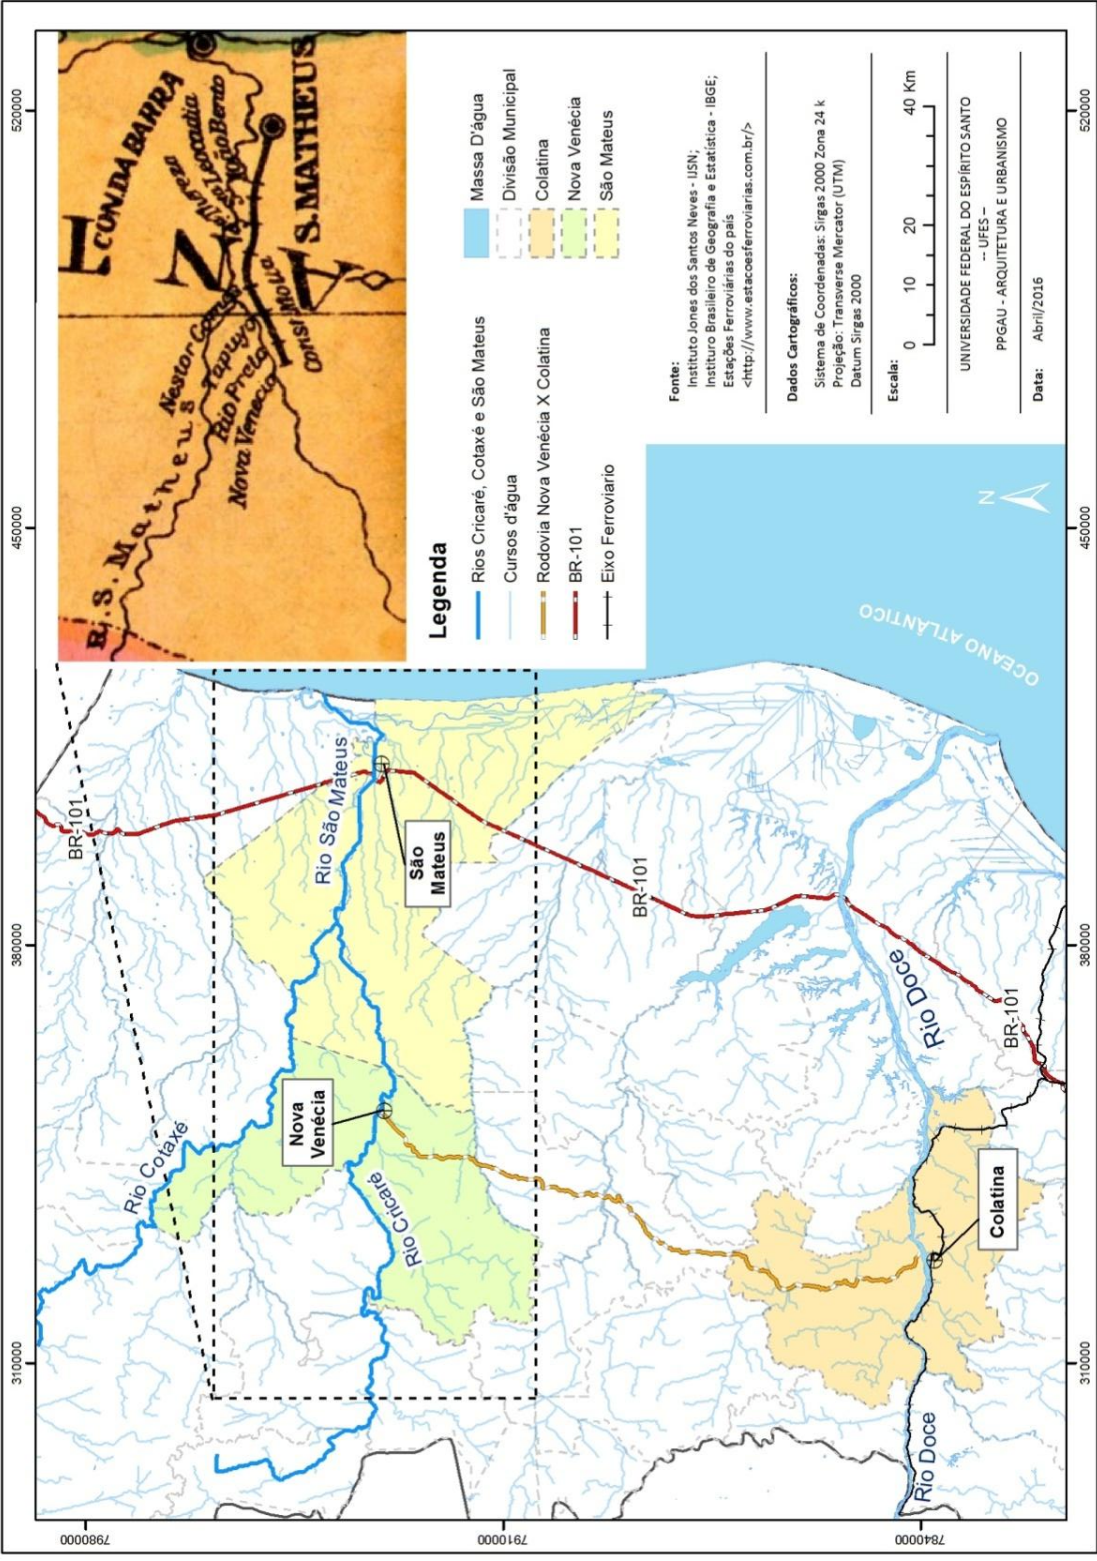 520000
450000
380000
310000
7980000
7910000
7840000
CONDA BARRA
S. MATHEUS
R. S. Matheus
Nestor Gomes
Tapuyo
Rio Preto
Nova Venecia
Legenda
Rios Cricaré, Cotaxé e São Mateus
Cursos d'água
Rodovia Nova Venécia X Colatina
BR-101
Eixo Ferroviario
Massa D'água
Divisão Municipal
Colatina
Nova Venécia
São Mateus
Fonte:
Instituto Jones dos Santos Neves - IJSN;
Instituro Brasileiro de Geografia e Estatística - IBGE;
Estações Ferroviárias do país
<http://www.estacoesferroviarias.com.br/>
Dados Cartográficos:
Sistema de Coordenadas: Sirgas 2000 Zona 24 k
Projeção: Transverse Mercator (UTM)
Datum Sirgas 2000
Escala:
0 10 20 40 Km
UNIVERSIDADE FEDERAL DO ESPÍRITO SANTO
-- UFES –
PPGAU - ARQUITETURA E URBANISMO
Data: Abril/2016
BR-101
Rio São Mateus
São
Mateus
BR-101
Rio Cotaxé
Nova
Venécia
Rio Cricaré
Rio Doce
BR-101
Colatina
Rio Doce
OCEANO ATLÂNTICO
N
310000
380000
450000
520000